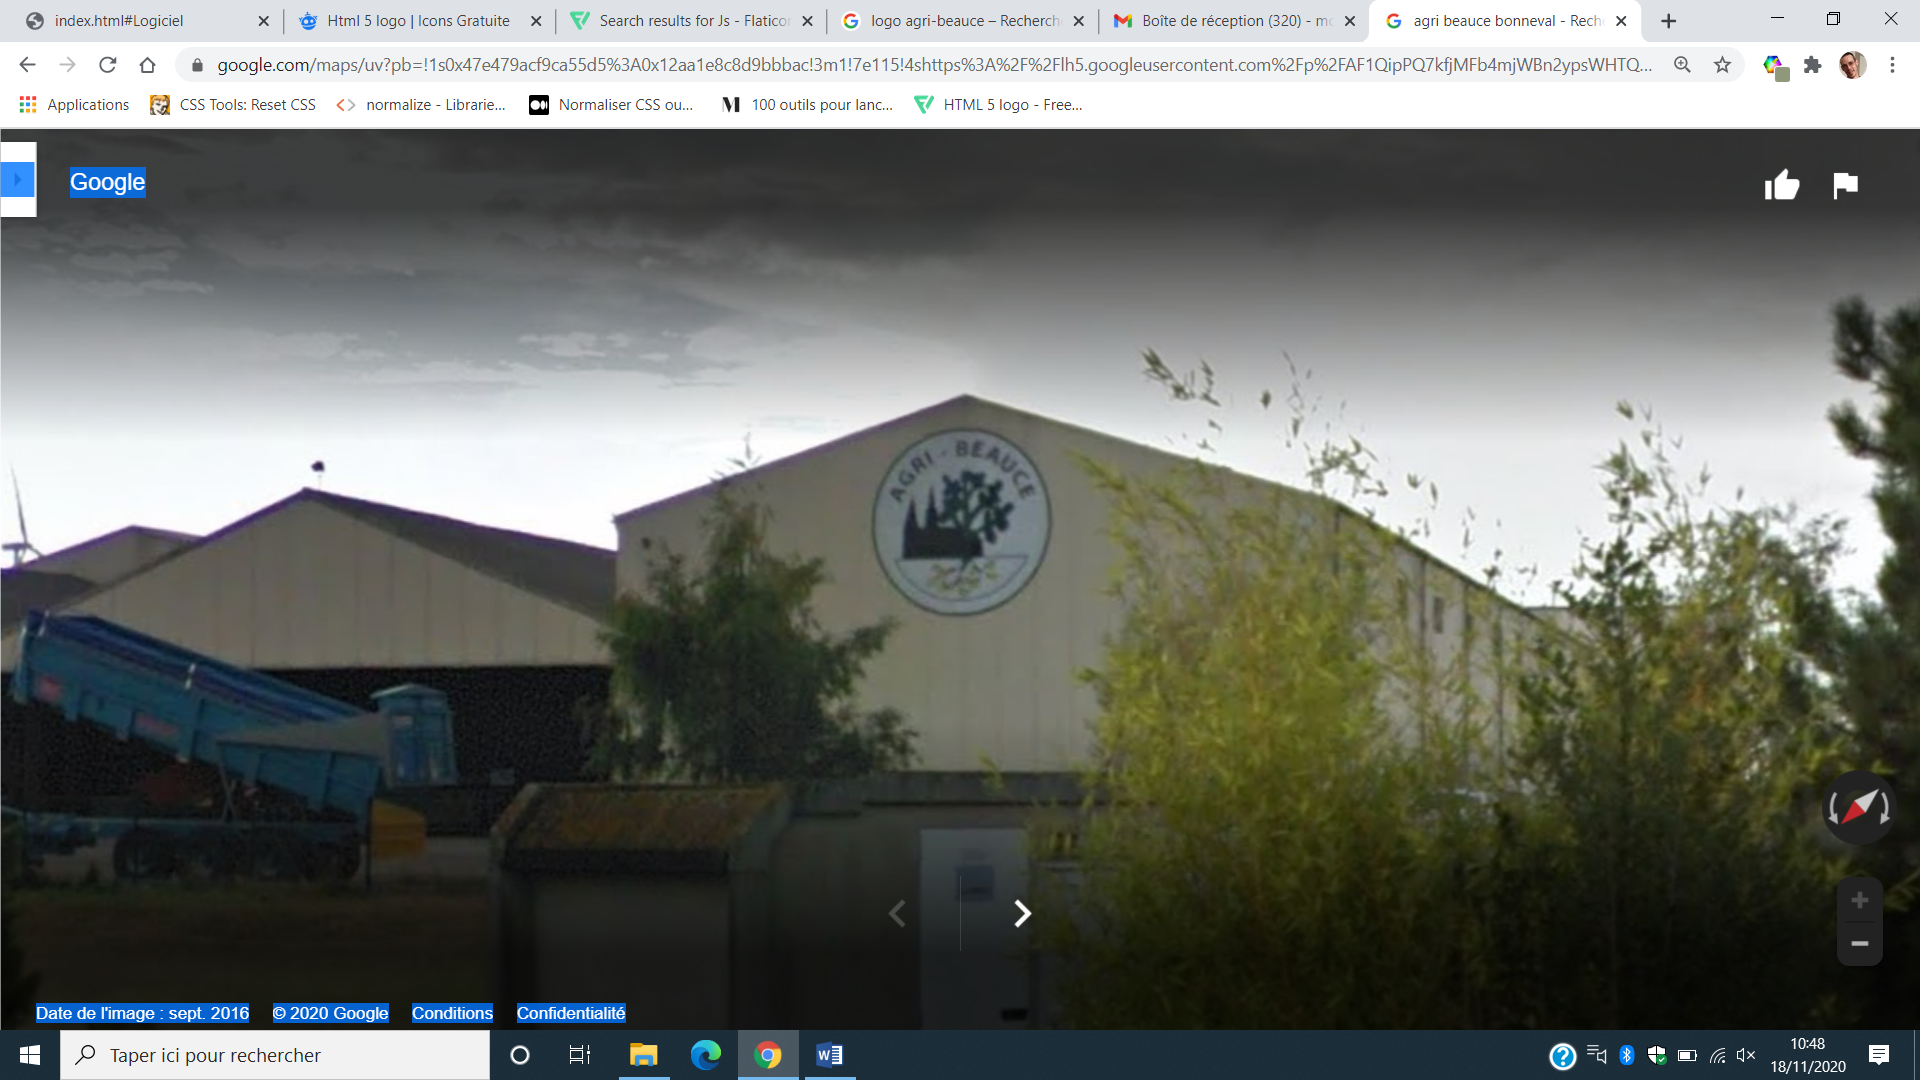 index.html#Logiciel
Html 5 logo | Icons Gratuite
Search results for Js - Flaticon
logo agri-beauce – Recherch
Boîte de réception (320) - mo
agri beauce bonneval - Rech
google.com/maps/uv?pb=!1s0x47e479acf9ca55d5%3A0x12aa1e8c8d9bbbac!3m1!7e115!4shttps%3A%2F%2Flh5.googleusercontent.com%2Fp%2FAF1QipPQ7kfjMFb4mjWBn2ypsWHTQ...
Applications
CSS Tools: Reset CSS
normalize - Librarie...
Normaliser CSS ou...
100 outils pour lanc...
HTML 5 logo - Free...
Google
AGRI - BEAUCE
Date de l'image : sept. 2016
© 2020 Google
Conditions
Confidentialité
Taper ici pour rechercher
10:48
18/11/2020